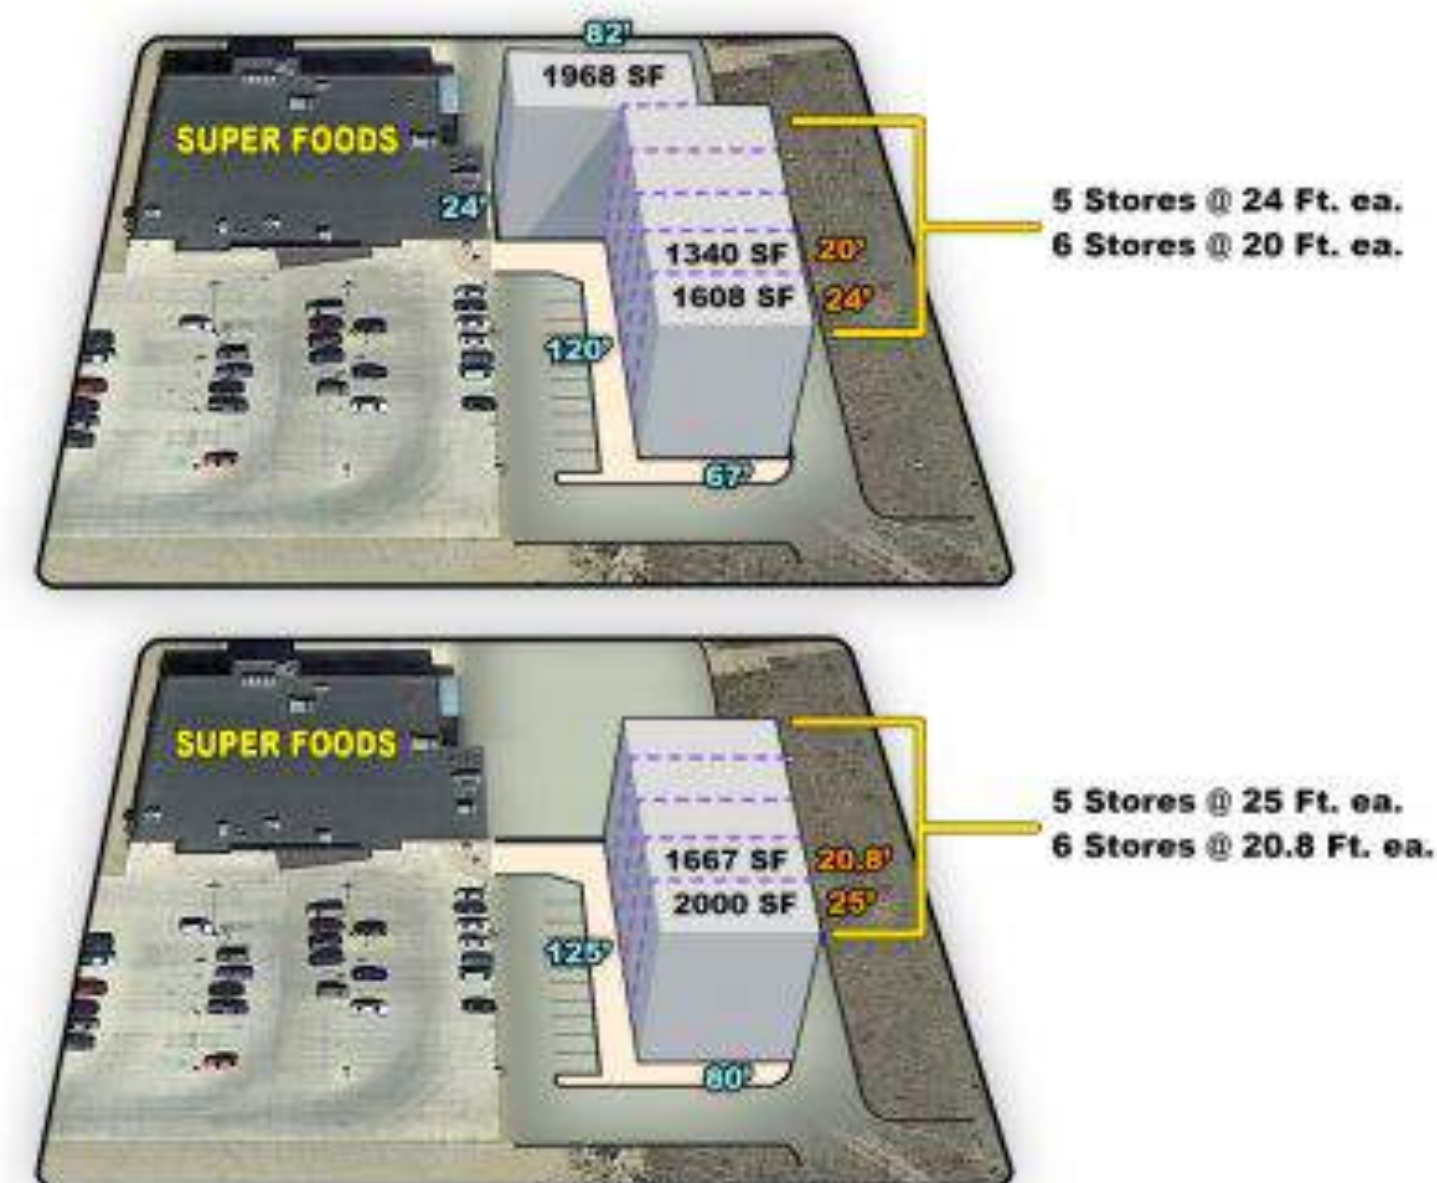 82'
1968 SF
SUPER FOODS
24'
5 Stores @ 24 Ft. ea.
6 Stores @ 20 Ft. ea.
1340 SF 20'
1608 SF 24'
120'
67'
SUPER FOODS
5 Stores @ 25 Ft. ea.
6 Stores @ 20.8 Ft. ea.
1667 SF 20.8'
2000 SF 25'
125'
80'